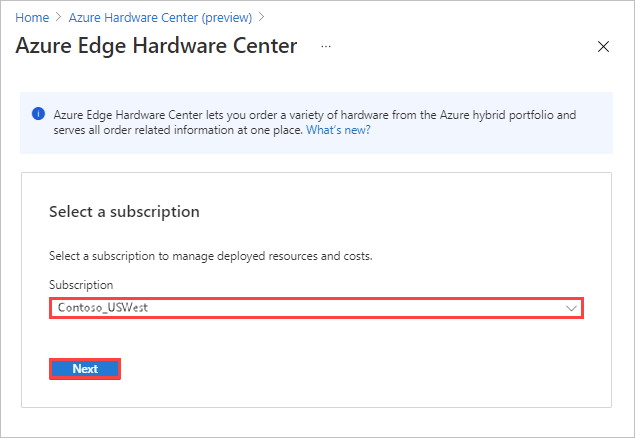 Home > Azure Hardware Center (preview) >
Azure Edge Hardware Center ...
Azure Edge Hardware Center lets you order a variety of hardware from the Azure hybrid portfolio and
serves all order related information at one place. What's new?
Select a subscription
Select a subscription to manage deployed resources and costs.
Subscription
Contoso_USWest
Next